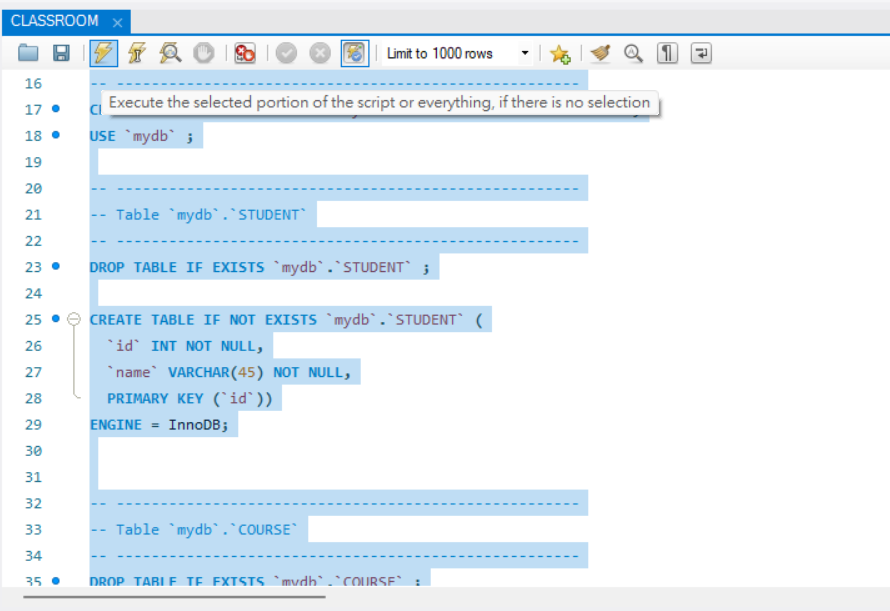 CLASSROOM ×
Limit to 1000 rows
16 -- -----------------------------------------------------
Execute the selected portion of the script or everything, if there is no selection
17
18 USE `mydb` ;
19
20 -- -----------------------------------------------------
21 -- Table `mydb`.`STUDENT`
22 -- -----------------------------------------------------
23 DROP TABLE IF EXISTS `mydb`.`STUDENT` ;
24
25 CREATE TABLE IF NOT EXISTS `mydb`.`STUDENT` (
26 `id` INT NOT NULL,
27 `name` VARCHAR(45) NOT NULL,
28 PRIMARY KEY (`id`))
29 ENGINE = InnoDB;
30
31
32 -- -----------------------------------------------------
33 -- Table `mydb`.`COURSE`
34 -- -----------------------------------------------------
35 DROP TABLE IF EXISTS `mydb`.`COURSE` ;